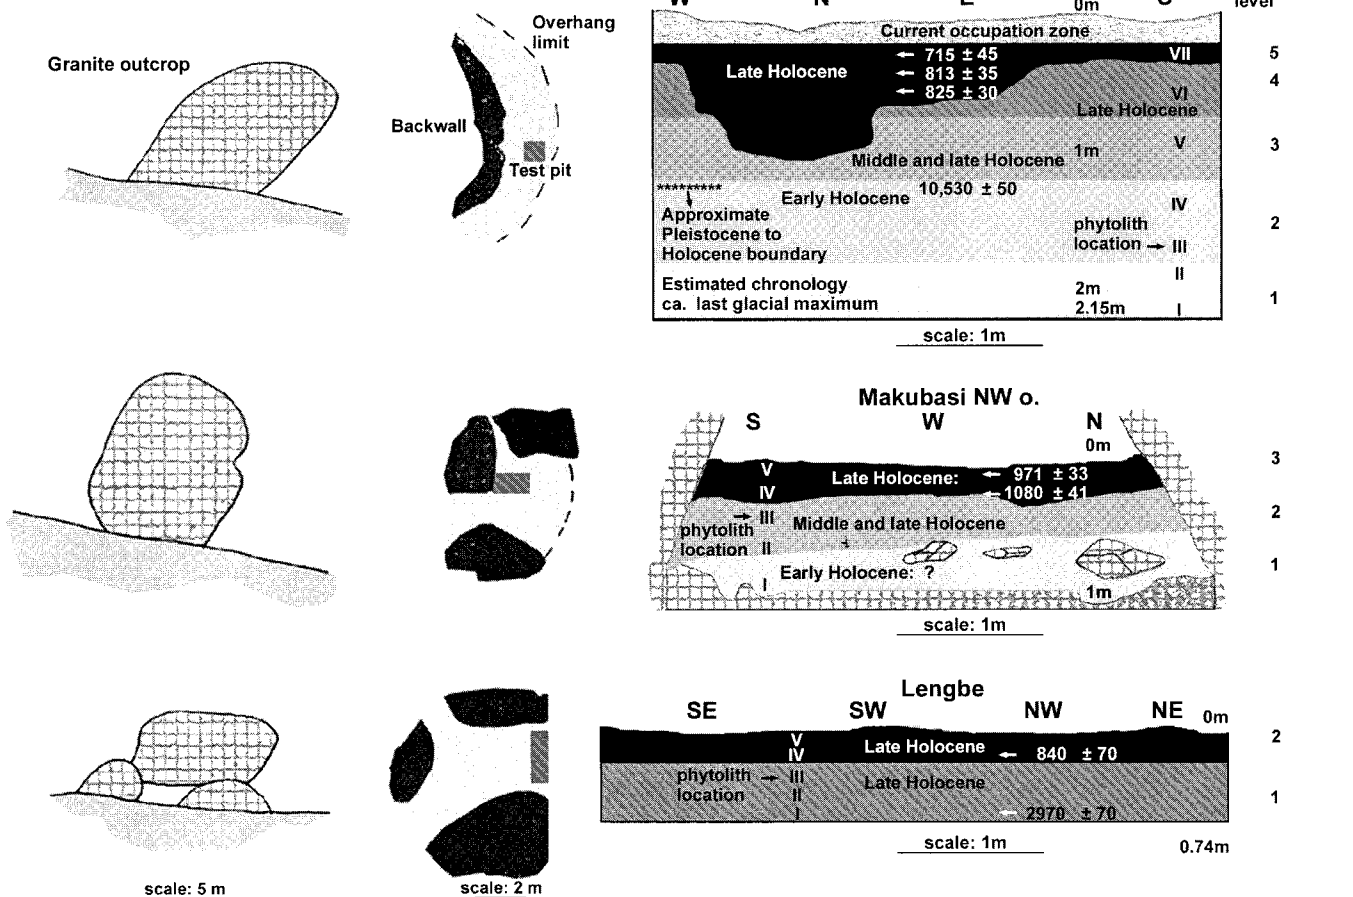 W N E S
0m
level
Overhang
limit
Granite outcrop
Backwall
Test pit
Current occupation zone
715 ± 45
VII
5
Late Holocene
813 ± 35
4
825 ± 30
VI
Late Holocene
V
3
Middle and late Holocene
1m
*********
10,530 ± 50
Early Holocene
IV
Approximate
Pleistocene to
Holocene boundary
phytolith
location
III
2
II
Estimated chronology
ca. last glacial maximum
2m
2.15m
I
1
scale: 1m
Makubasi NW o.
S W N
0m
3
V
Late Holocene:
971 ± 33
IV
1080 ± 41
III
phytolith
location
Middle and late Holocene
2
II
Early Holocene: ?
1
I
1m
scale: 1m
Lengbe
SE SW NW NE
0m
V
2
IV
Late Holocene
840 ± 70
phytolith
location
III
Late Holocene
II
1
I
2970 ± 70
scale: 1m
0.74m
scale: 5 m
scale: 2 m